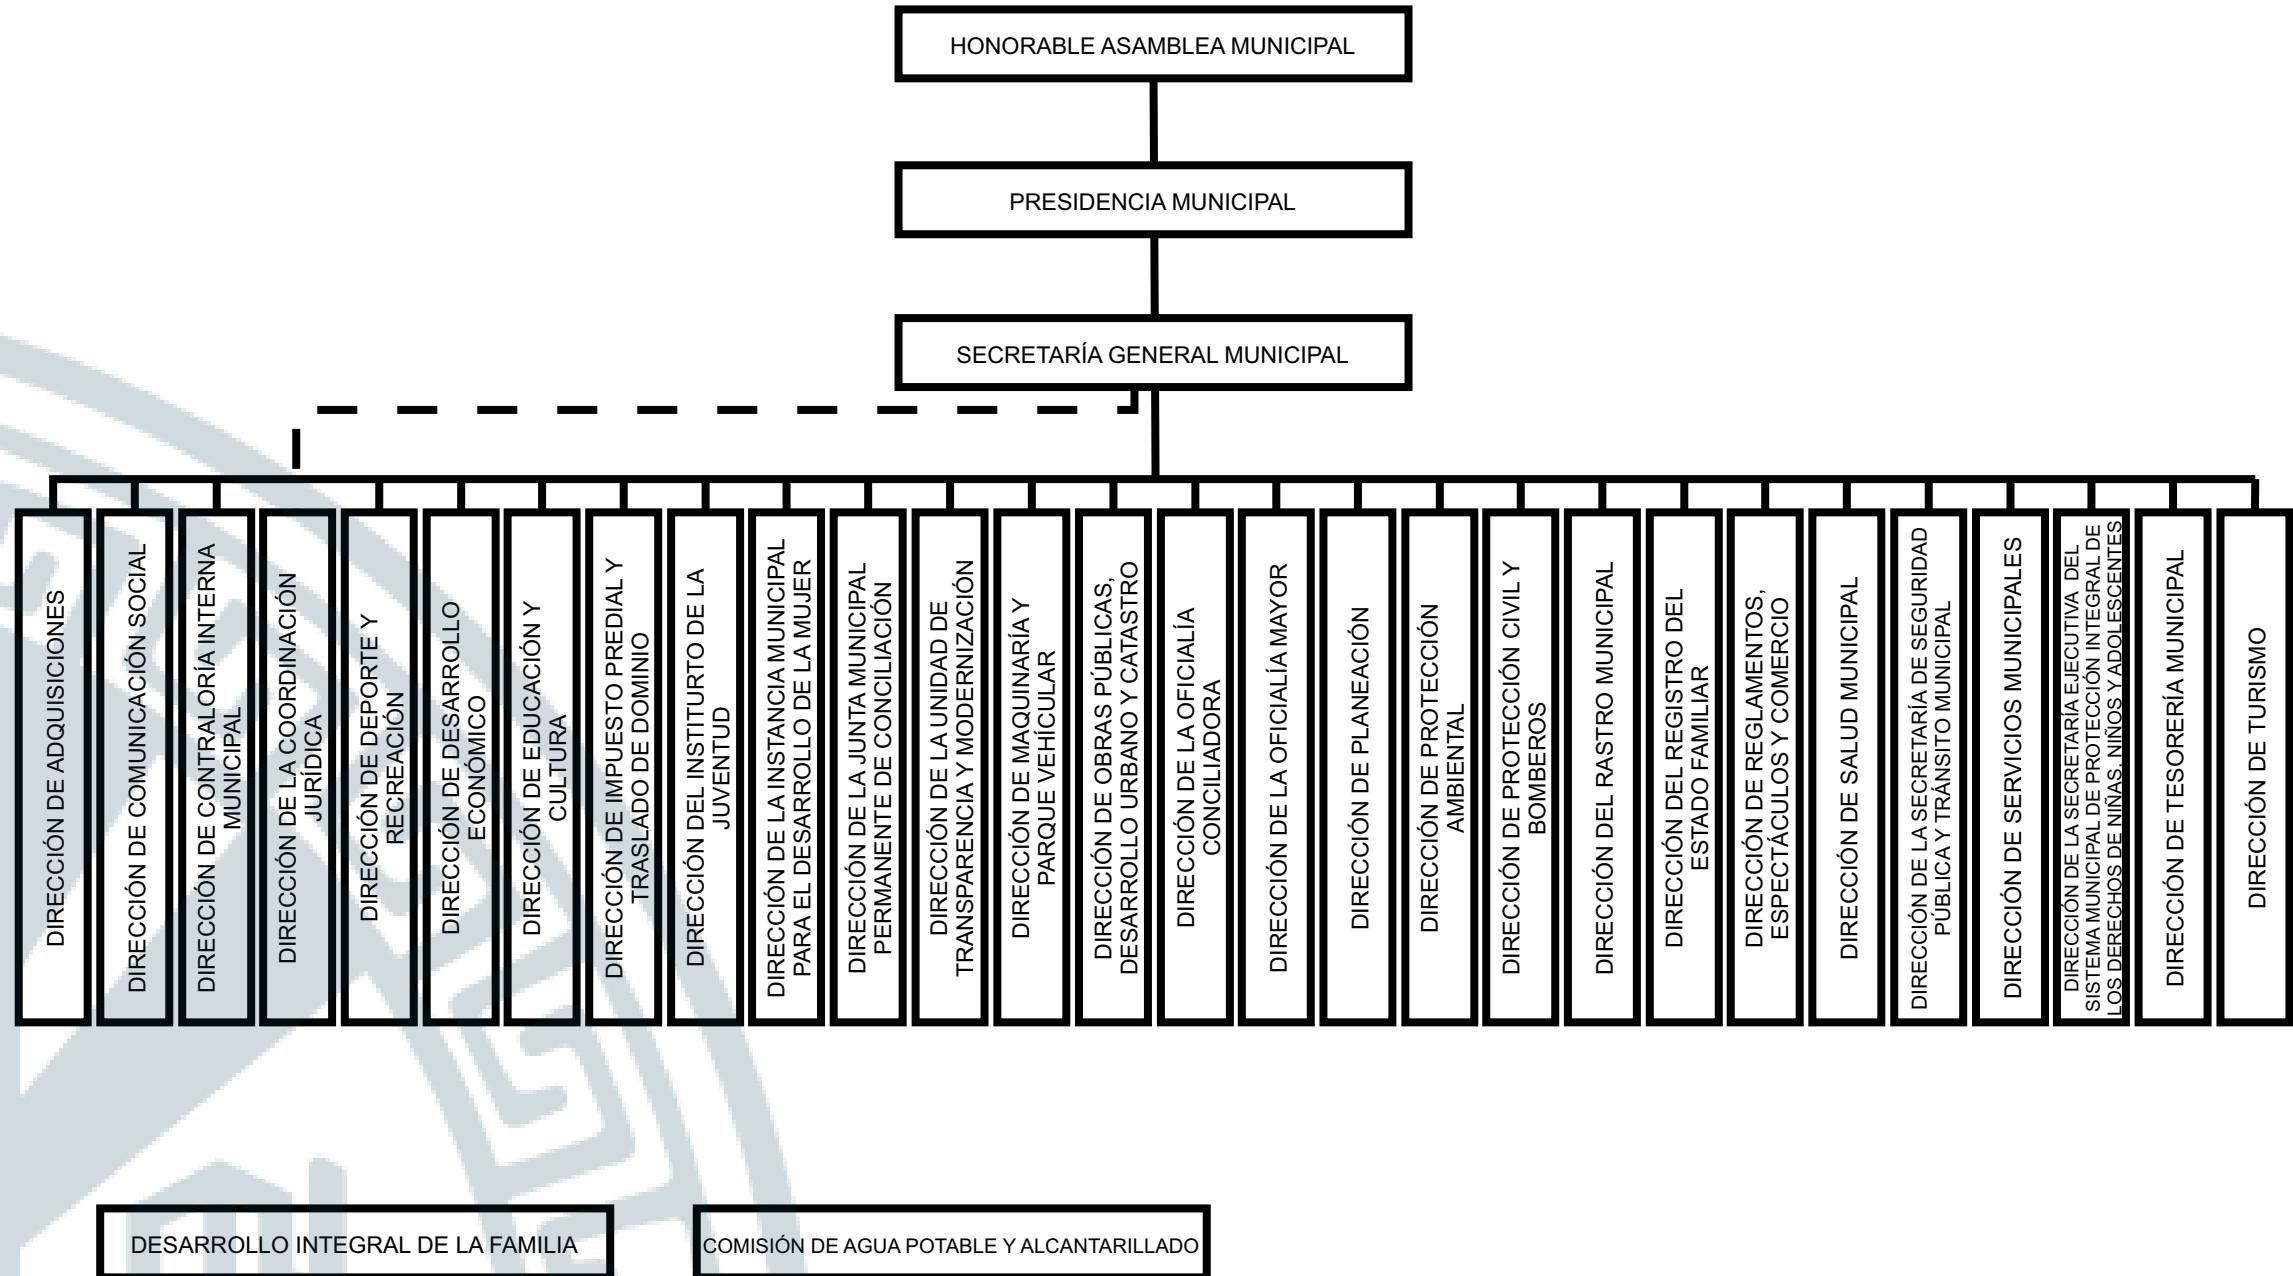 HONORABLE ASAMBLEA MUNICIPAL
PRESIDENCIA MUNICIPAL
SECRETARÍA GENERAL MUNICIPAL
DIRECCIÓN DE ADQUISICIONES
DIRECCIÓN DE COMUNICACIÓN SOCIAL
DIRECCIÓN DE CONTRALORÍA INTERNA
MUNICIPAL
DIRECCIÓN DE LA COORDINACIÓN
JURÍDICA
DIRECCIÓN DE DEPORTE Y
RECREACIÓN
DIRECCIÓN DE DESARROLLO
ECONÓMICO
DIRECCIÓN DE EDUCACIÓN Y
CULTURA
DIRECCIÓN DE IMPUESTO PREDIAL Y
TRASLADO DE DOMINIO
DIRECCIÓN DEL INSTITURTO DE LA
JUVENTUD
DIRECCIÓN DE LA INSTANCIA MUNICIPAL
PARA EL DESARROLLO DE LA MUJER
DIRECCIÓN DE LA JUNTA MUNICIPAL
PERMANENTE DE CONCILIACIÓN
DIRECCIÓN DE LA UNIDAD DE
TRANSPARENCIA Y MODERNIZACIÓN
DIRECCIÓN DE MAQUINARÍA Y
PARQUE VEHÍCULAR
DIRECCIÓN DE OBRAS PÚBLICAS,
DESARROLLO URBANO Y CATASTRO
DIRECCIÓN DE LA OFICIALÍA
CONCILIADORA
DIRECCIÓN DE LA OFICIALÍA MAYOR
DIRECCIÓN DE PLANEACIÓN
DIRECCIÓN DE PROTECCIÓN
AMBIENTAL
DIRECCIÓN DE PROTECCIÓN CIVIL Y
BOMBEROS
DIRECCIÓN DEL RASTRO MUNICIPAL
DIRECCIÓN DEL REGISTRO DEL
ESTADO FAMILIAR
DIRECCIÓN DE REGLAMENTOS,
ESPECTÁCULOS Y COMERCIO
DIRECCIÓN DE SALUD MUNICIPAL
DIRECCIÓN DE LA SECRETARÍA DE SEGURIDAD
PÚBLICA Y TRÁNSITO MUNICIPAL
DIRECCIÓN DE SERVICIOS MUNICIPALES
DIRECCIÓN DE LA SECRETARÍA EJECUTIVA DEL
SISTEMA MUNICIPAL DE PROTECCIÓN INTEGRAL DE
LOS DERECHOS DE NIÑAS, NIÑOS Y ADOLESCENTES
DIRECCIÓN DE TESORERÍA MUNICIPAL
DIRECCIÓN DE TURISMO
DESARROLLO INTEGRAL DE LA FAMILIA
COMISIÓN DE AGUA POTABLE Y ALCANTARILLADO